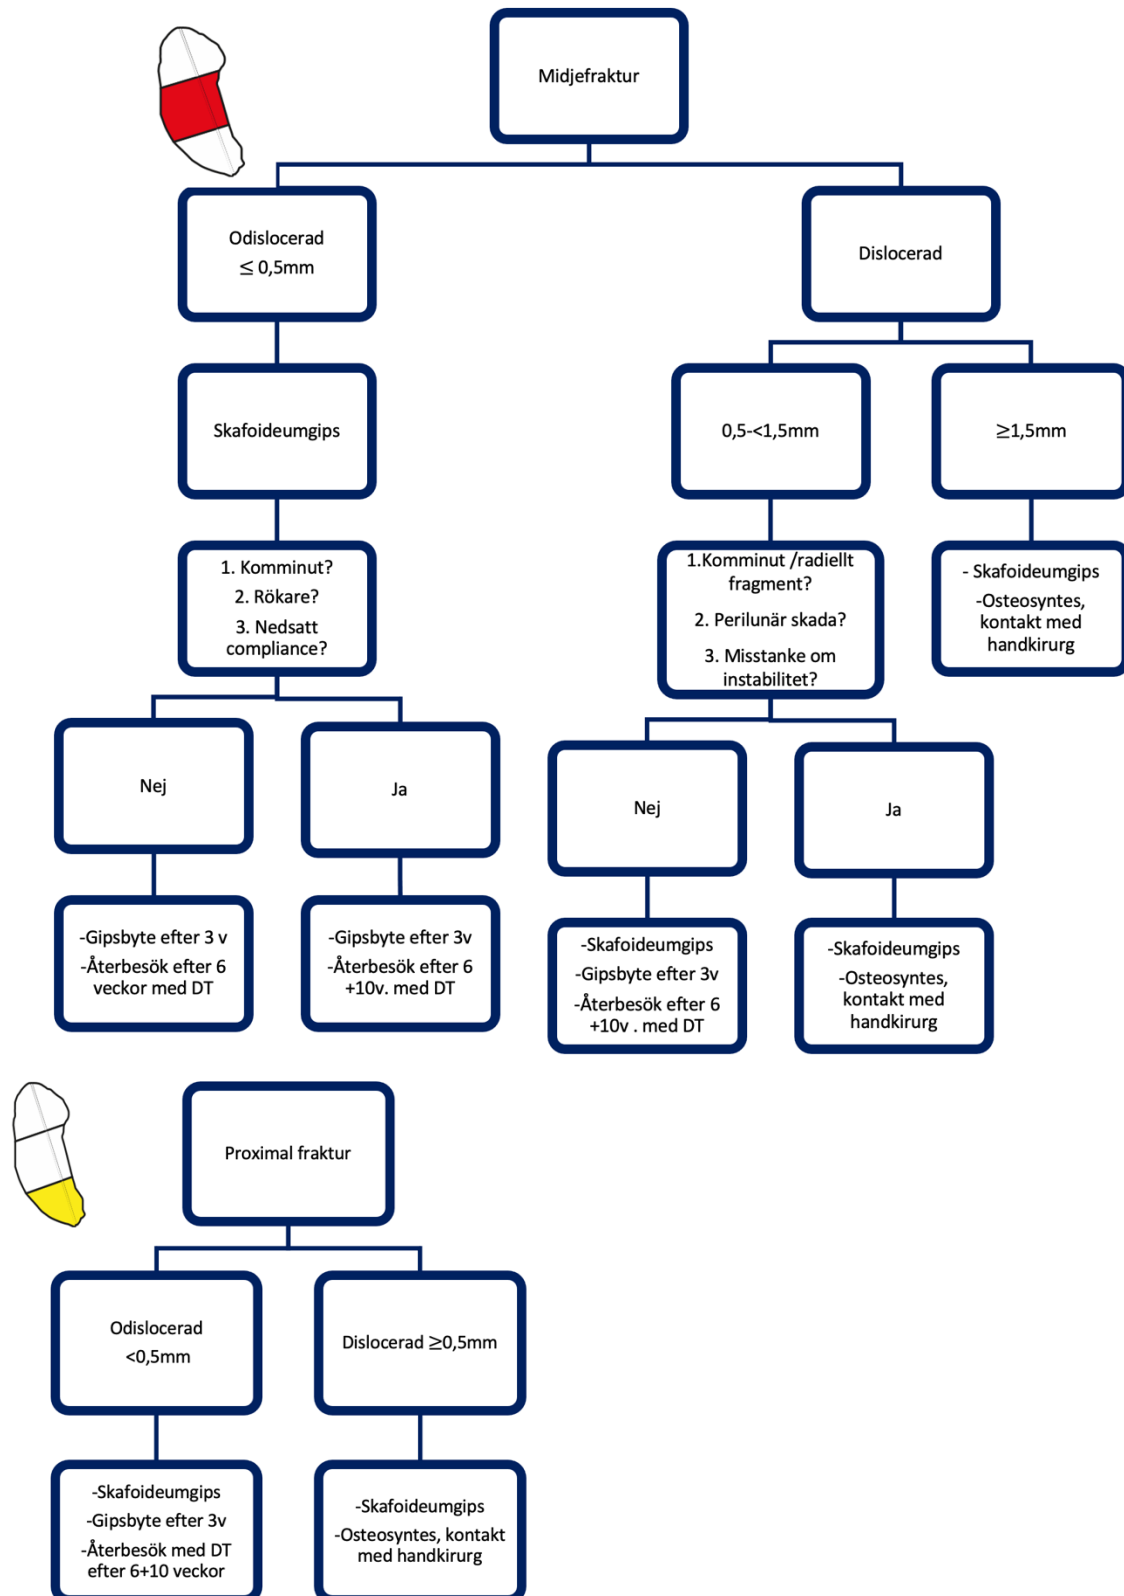 Midjefraktur
Odislocerad
≤ 0,5mm
Dislocerad
Skafoideumgips
0,5-<1,5mm
≥1,5mm
1. Komminut?
2. Rökare?
3. Nedsatt
compliance?
1.Komminut /radiellt
fragment?
2. Perilunär skada?
3. Misstanke om
instabilitet?
- Skafoideumgips
-Osteosyntes,
kontakt med
handkirurg
Nej
Ja
Nej
Ja
-Gipsbyte efter 3 v
-Återbesök efter 6
veckor med DT
-Gipsbyte efter 3v
-Återbesök efter 6
+10v. med DT
-Skafoideumgips
-Gipsbyte efter 3v
-Återbesök efter 6
+10v . med DT
-Skafoideumgips
-Osteosyntes,
kontakt med
handkirurg
Proximal fraktur
Odislocerad
<0,5mm
Dislocerad ≥0,5mm
-Skafoideumgips
-Gipsbyte efter 3v
-Återbesök med DT
efter 6+10 veckor
-Skafoideumgips
-Osteosyntes, kontakt
med handkirurg